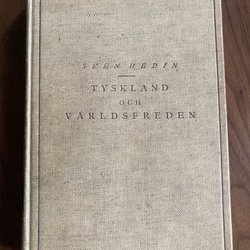 SVEN HEDIN
TYSKLAND
OCH
VÄRLDSFREDEN